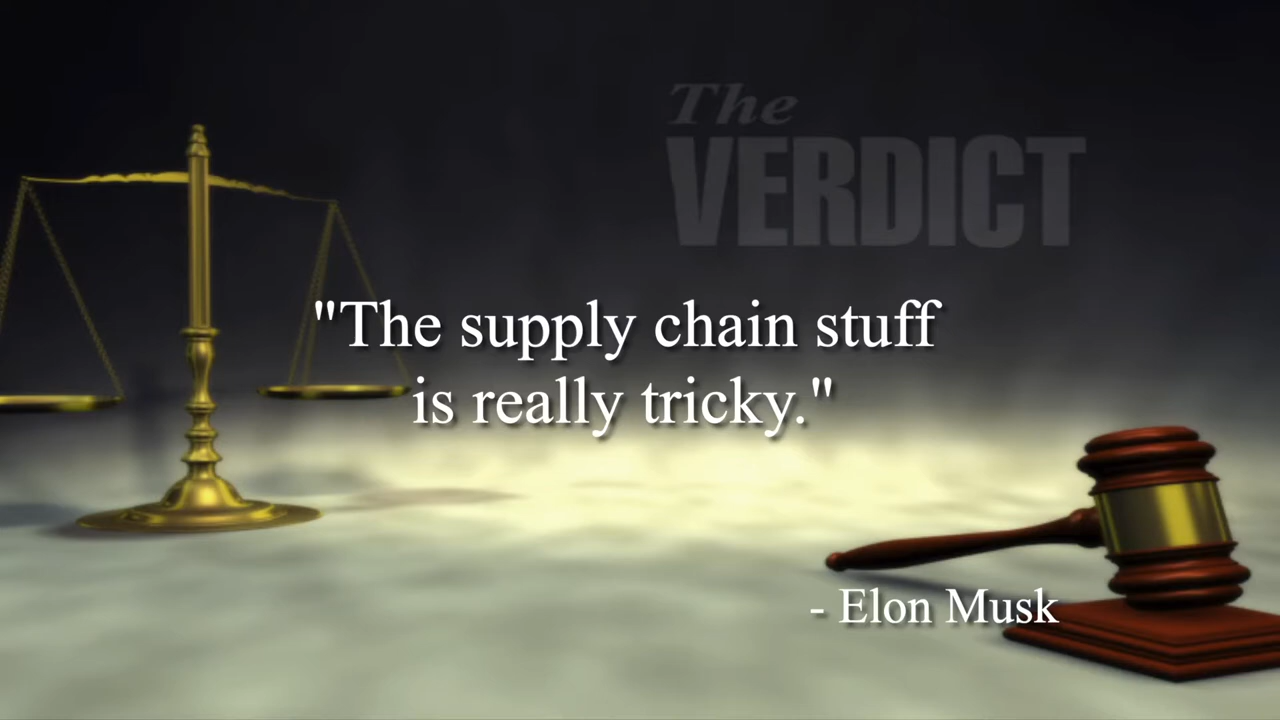 The
VERDICT
"The supply chain stuff
is really tricky."
- Elon Musk